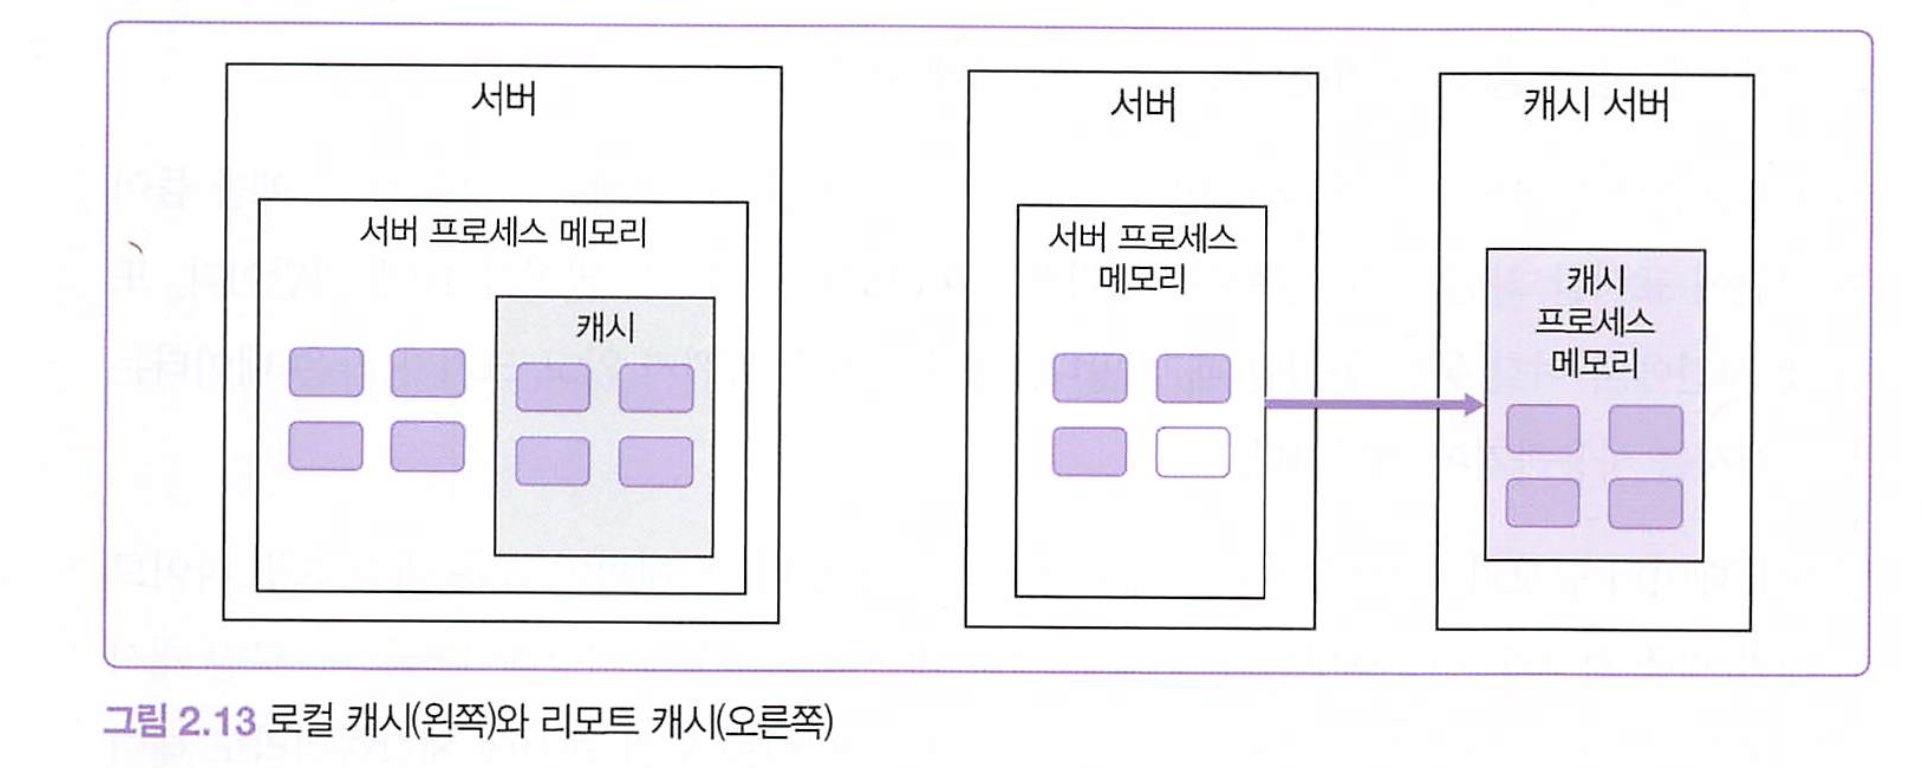 서버
서버 프로세스 메모리
캐시
서버
서버 프로세스
메모리
캐시 서버
캐시
프로세스
메모리
그림 2.13 로컬 캐시(왼쪽)와 리모트 캐시(오른쪽)